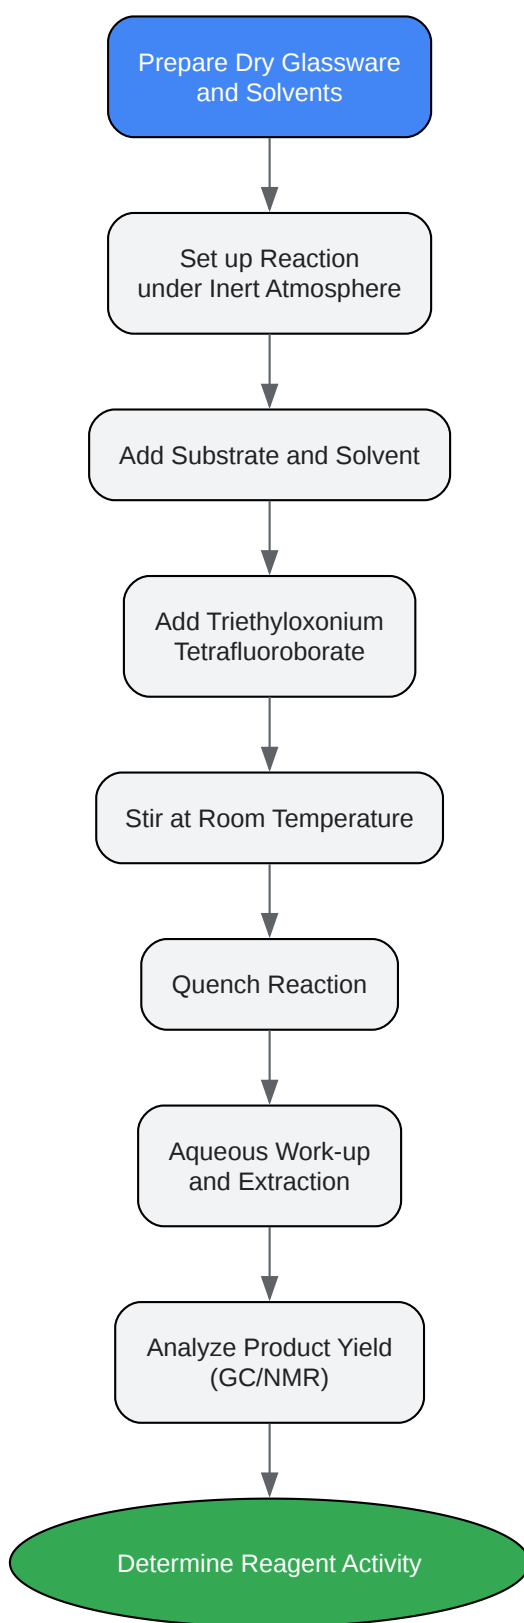 Prepare Dry Glassware
and Solvents
Set up Reaction
under Inert Atmosphere
Add Substrate and Solvent
Add Triethyloxonium
Tetrafluoroborate
Stir at Room Temperature
Quench Reaction
Aqueous Work-up
and Extraction
Analyze Product Yield
(GC/NMR)
Determine Reagent Activity